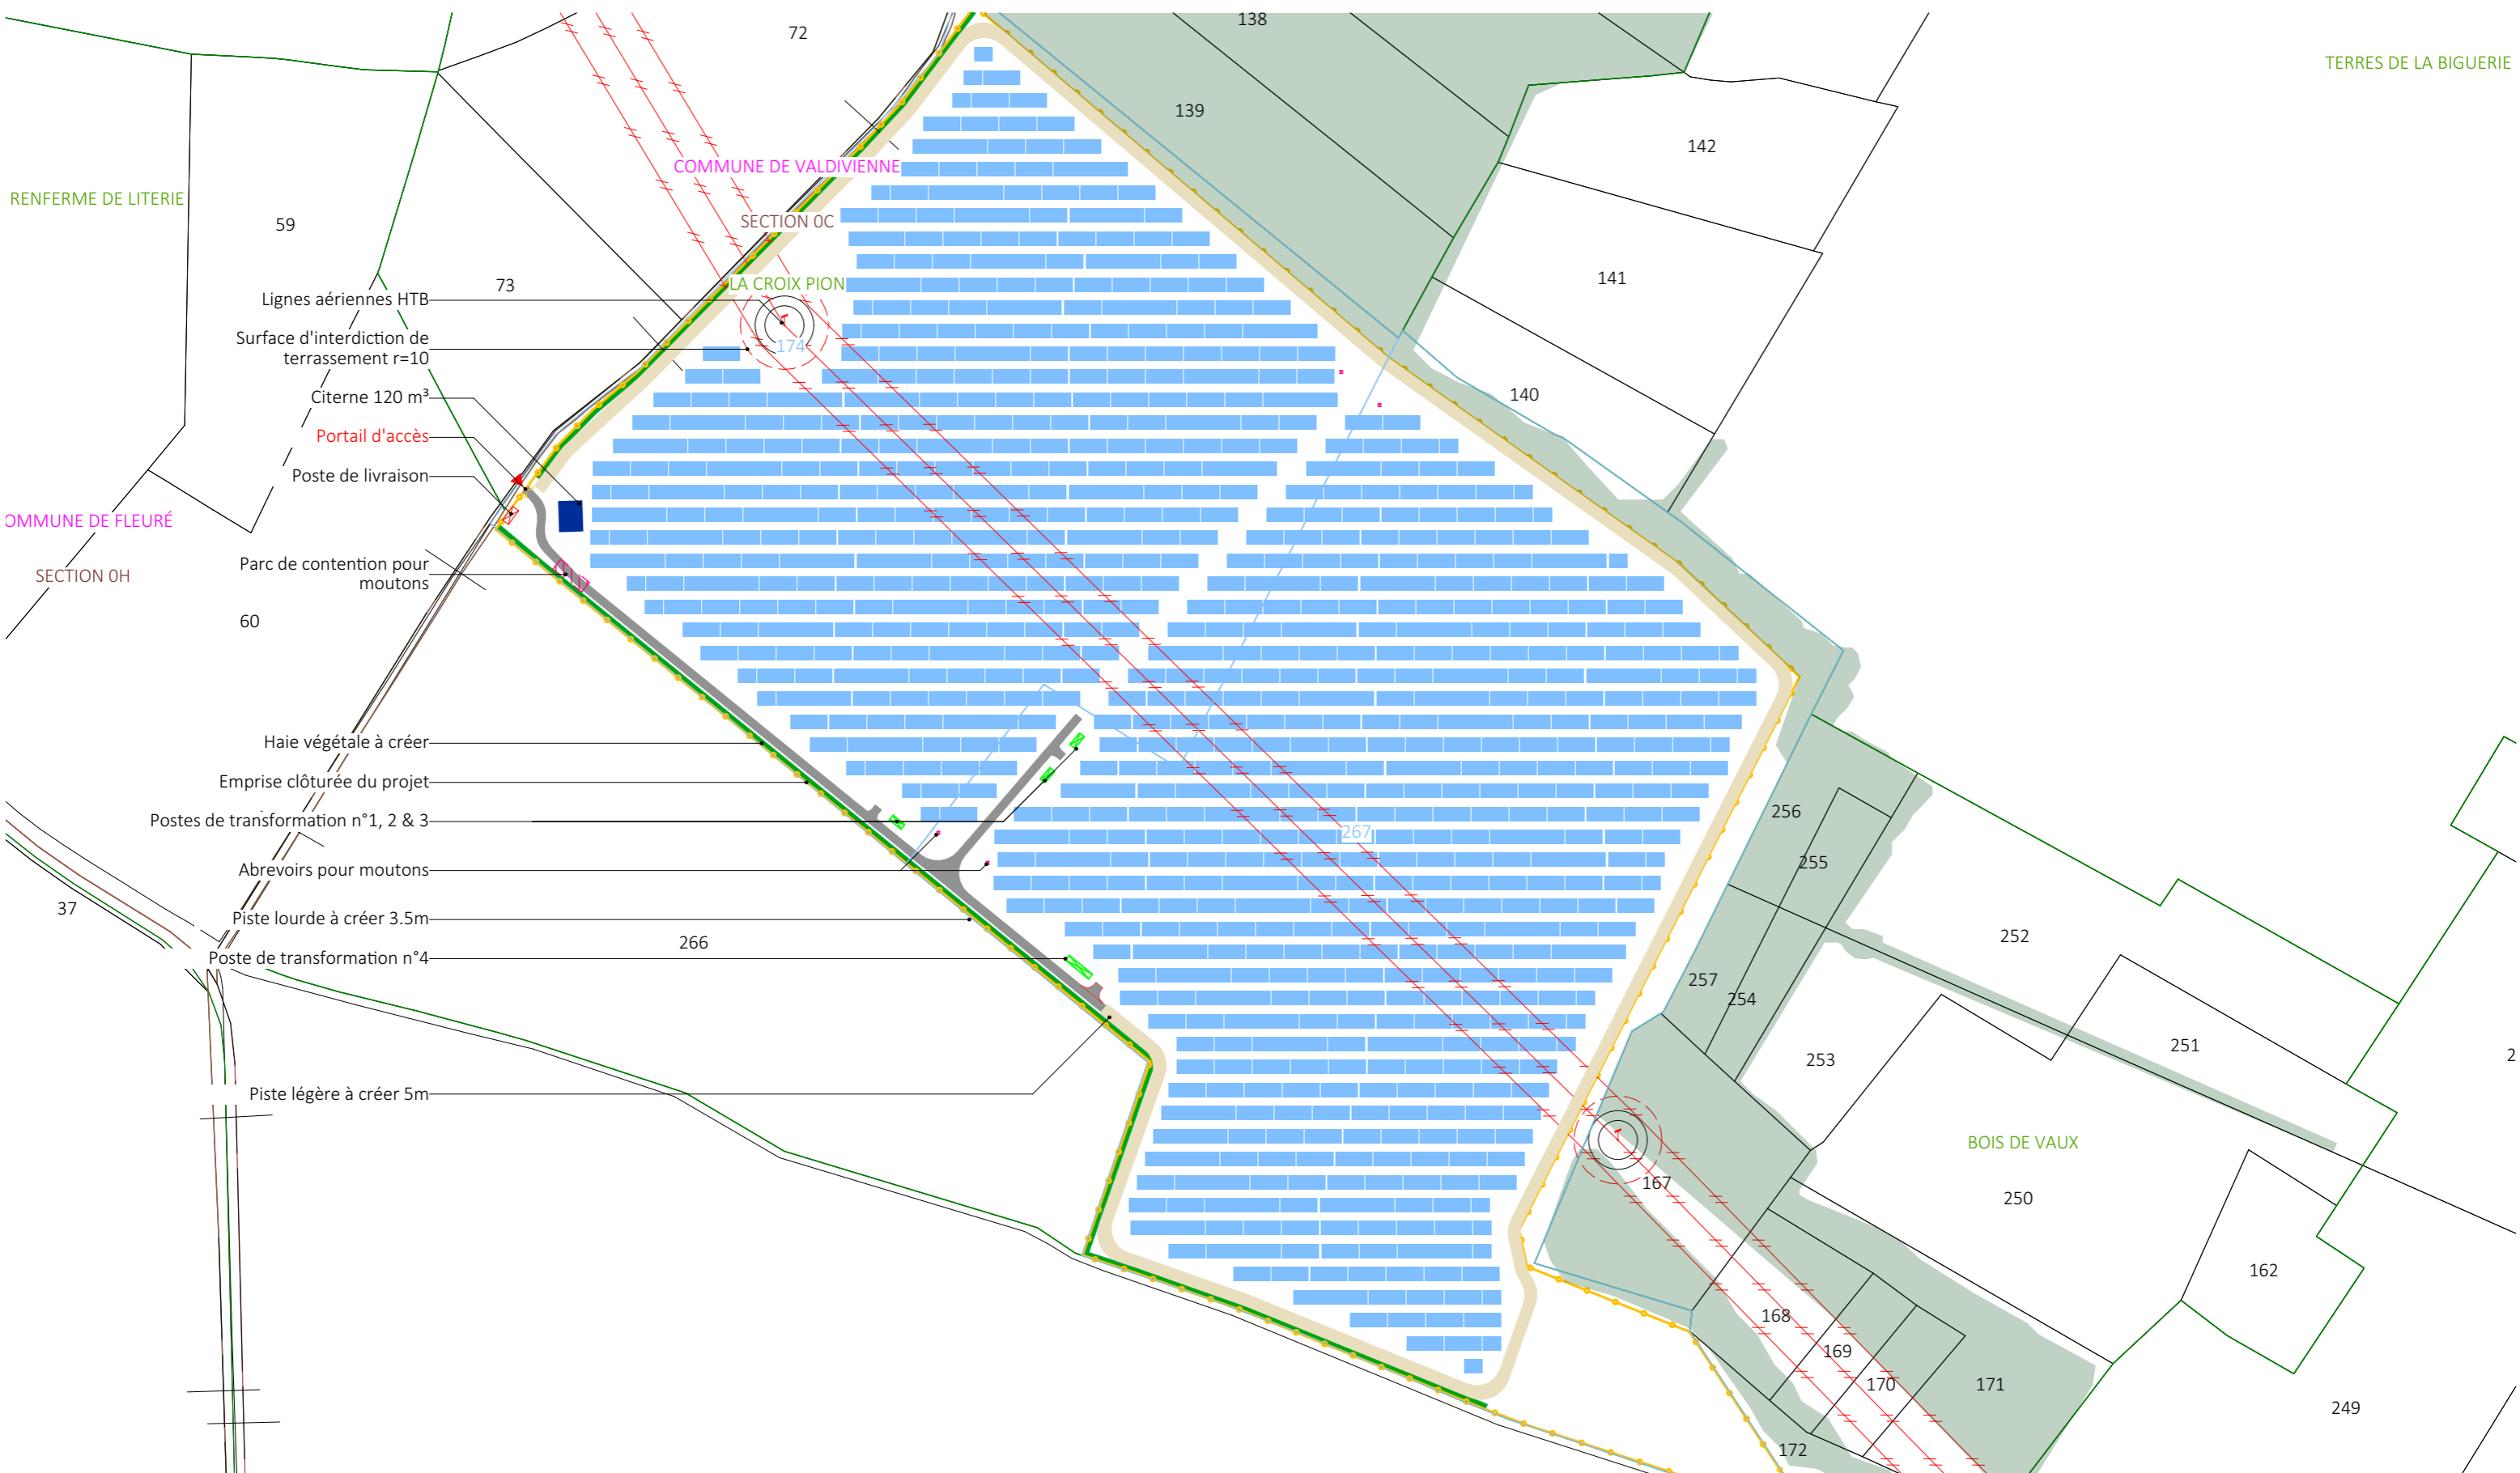 138
72
TERRES DE LA BIGUERIE
139
142
COMMUNE DE VALDIVIENNE
RENFERME DE LITERIE
SECTION 0C
59
141
73
LA CROIX PION
Lignes aériennes HTB
Surface d'interdiction de
terrassement r=10
174
140
Citerne 120 m³
Portail d'accès
Poste de livraison
OMMUNE DE FLEURÉ
Parc de contention pour
moutons
SECTION 0H
60
Haie végétale à créer
Emprise clôturée du projet
256
Postes de transformation n°1, 2 & 3
267
255
Abrevoirs pour moutons
37
Piste lourde à créer 3.5m
266
252
Poste de transformation n°4
257
254
253
251
2
Piste légère à créer 5m
BOIS DE VAUX
167
250
162
168
169
170
171
249
172